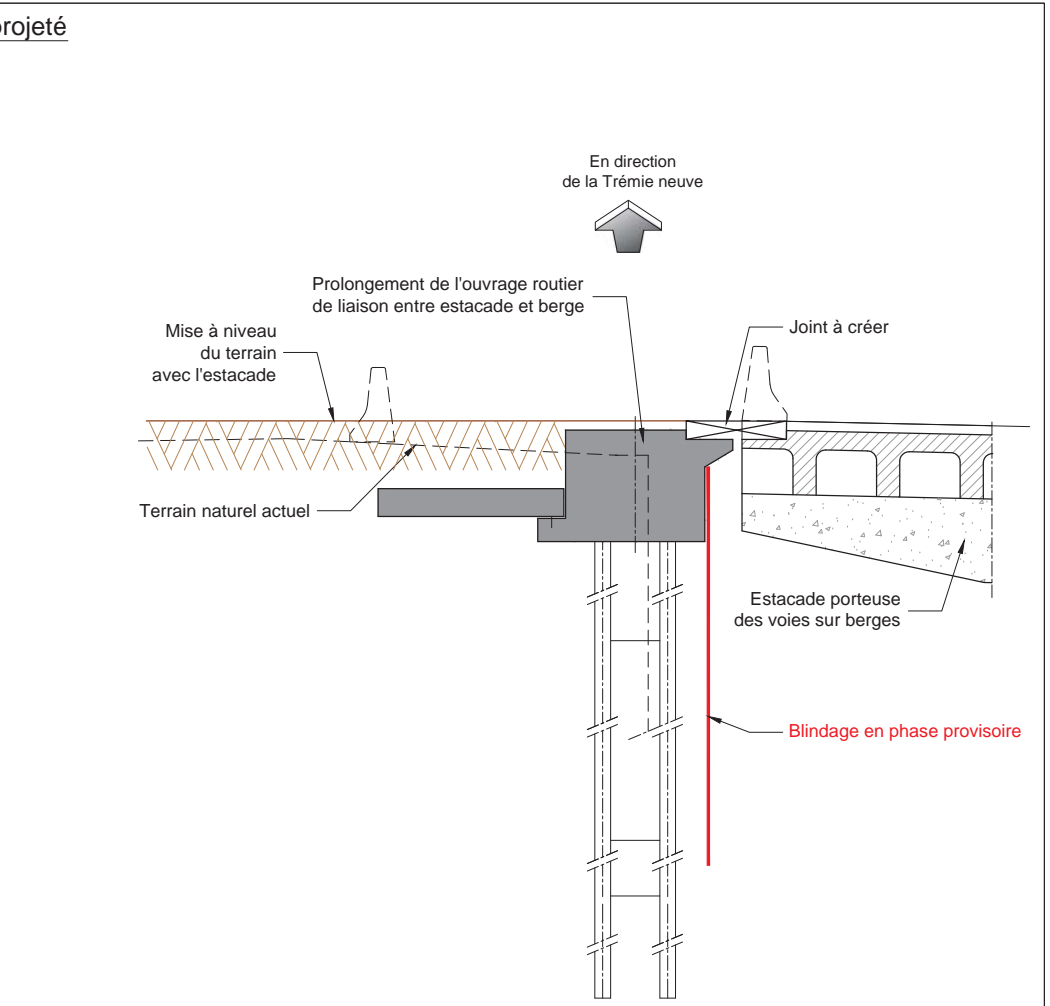 rojeté
En direction
de la Trémie neuve
Prolongement de l'ouvrage routier
de liaison entre estacade et berge
Joint à créer
Mise à niveau
du terrain
avec l'estacade
Terrain naturel actuel
Estacade porteuse
des voies sur berges
Blindage en phase provisoire